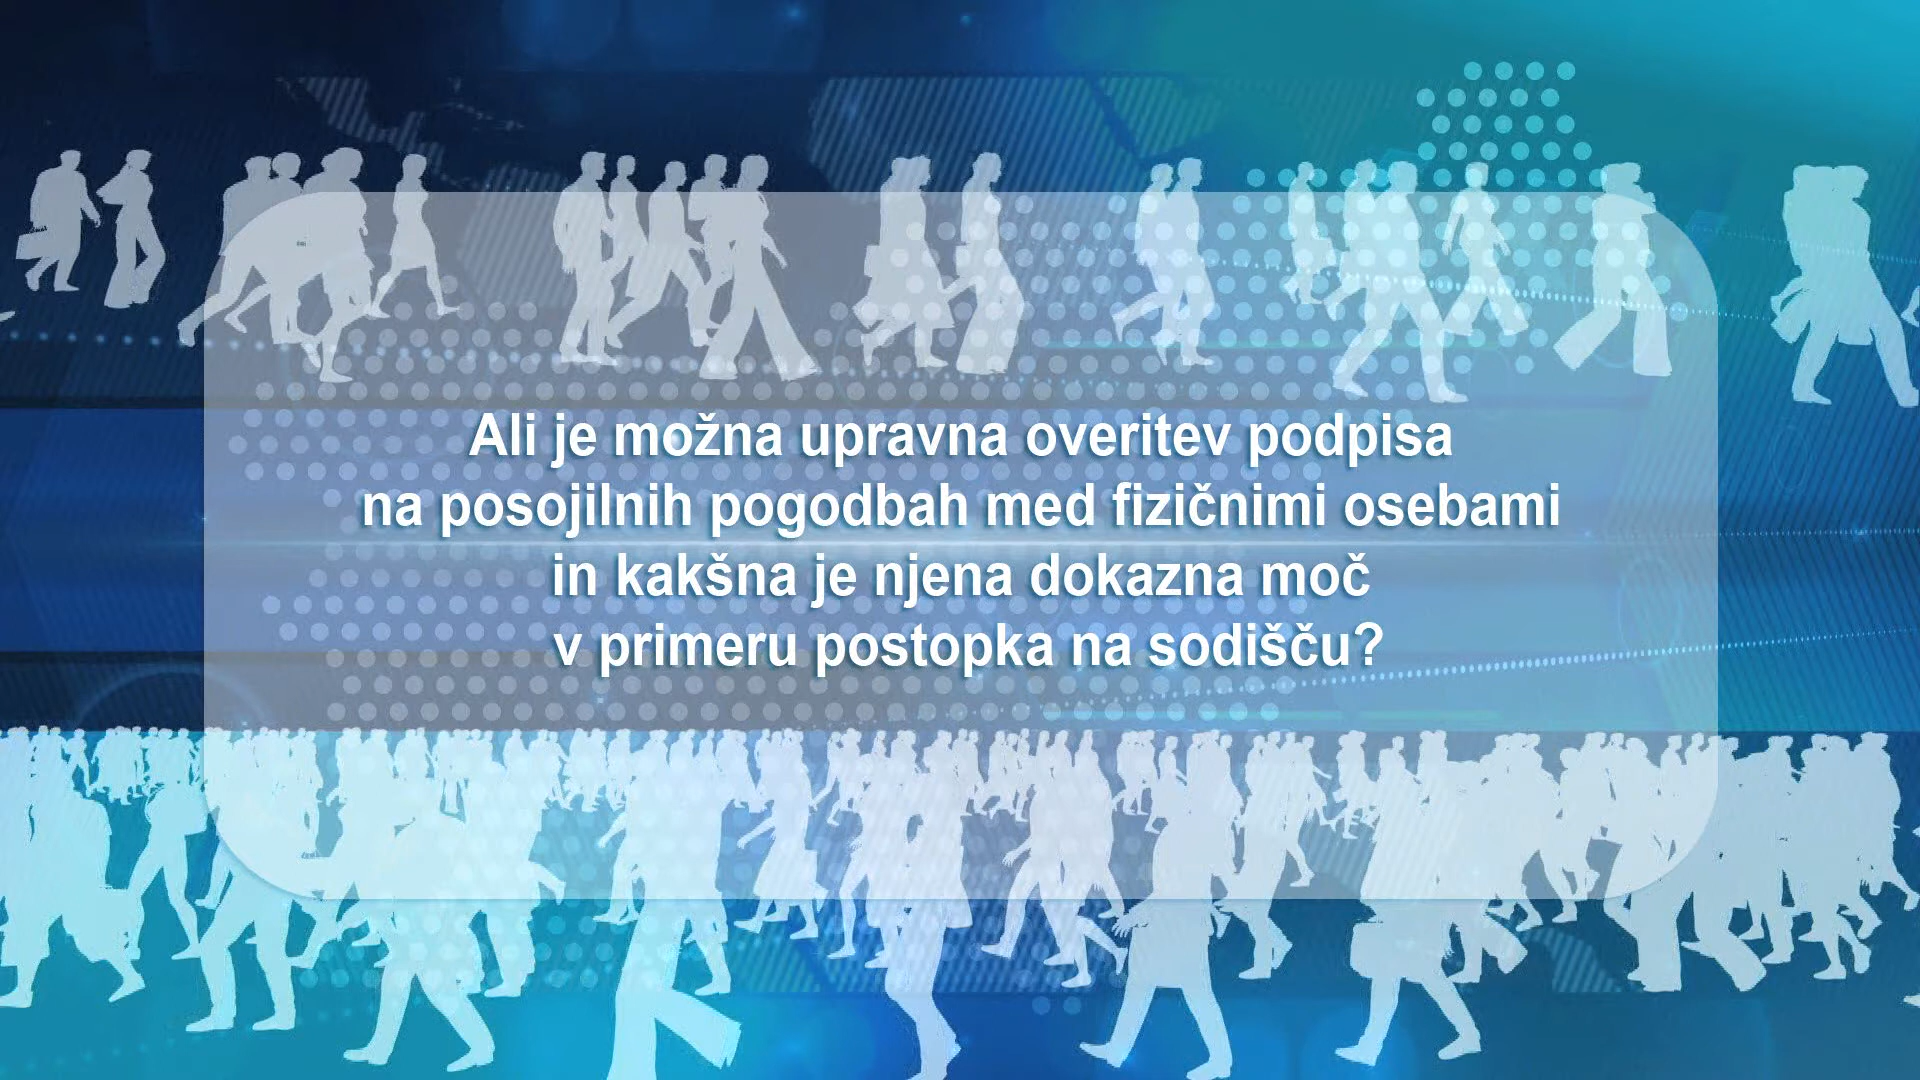 Ali je možna upravna overitev podpisa
na posojilnih pogodbah med fizičnimi osebami
in kakšna je njena dokazna moč
v primeru postopka na sodišču?